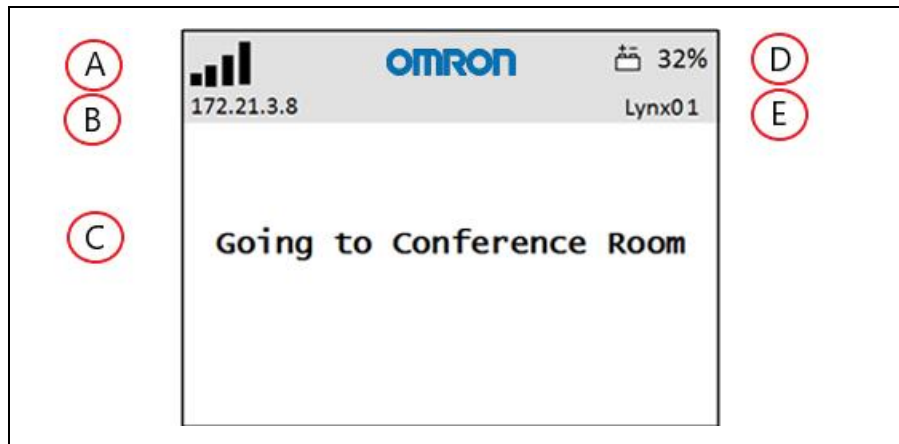 A OMRON 32% D
B 172.21.3.8 Lynx01 E
C Going to Conference Room